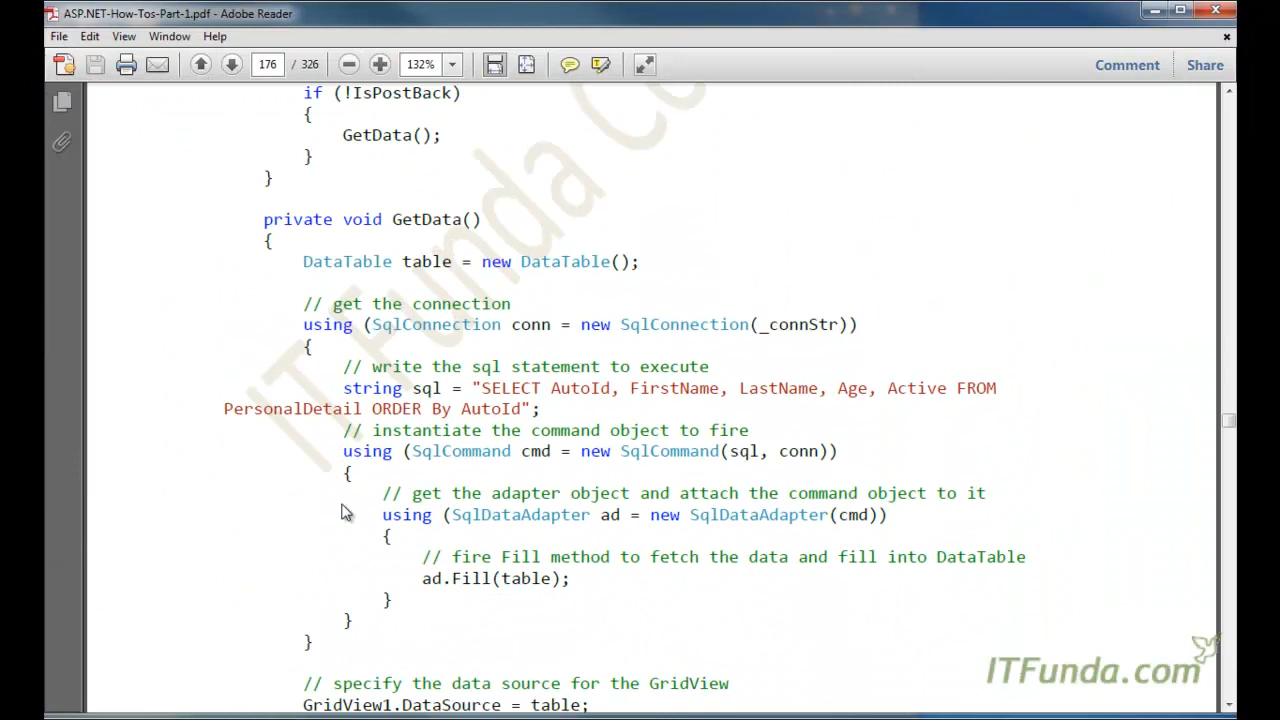 ASP.NET-How-Tos-Part-1.pdf - Adobe Reader
File Edit View Window Help
176 / 326 132% Comment Share
if (!IsPostBack)
{
GetData();
}
}
private void GetData()
{
DataTable table = new DataTable();
// get the connection
using (SqlConnection conn = new SqlConnection(_connStr))
{
// write the sql statement to execute
string sql = "SELECT AutoId, FirstName, LastName, Age, Active FROM
PersonalDetail ORDER By AutoId";
// instantiate the command object to fire
using (SqlCommand cmd = new SqlCommand(sql, conn))
{
// get the adapter object and attach the command object to it
using (SqlDataAdapter ad = new SqlDataAdapter(cmd))
{
// fire Fill method to fetch the data and fill into DataTable
ad.Fill(table);
}
}
}
// specify the data source for the GridView
GridView1.DataSource = table;
IT Funda Co
ITFunda.com